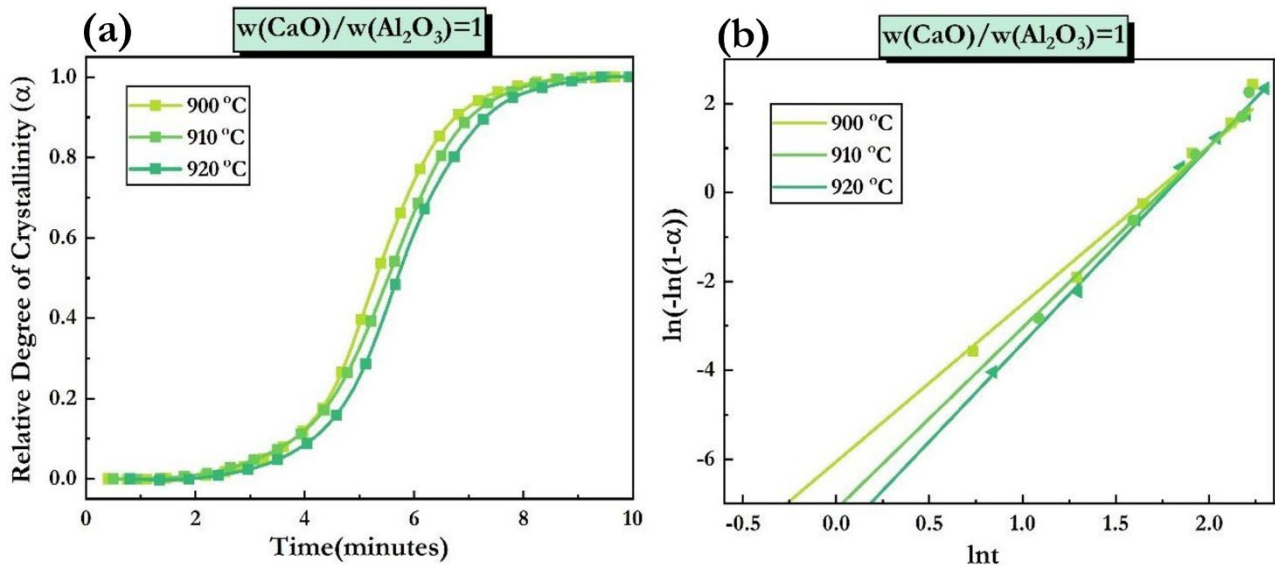 (a)
w(CaO)/w(Al₂O₃)=1
Relative Degree of Crystallinity (α)
1.0
0.8
0.6
0.4
0.2
0.0
900 °C
910 °C
920 °C
0 2 4 6 8 10
Time(minutes)
(b)
w(CaO)/w(Al₂O₃)=1
ln(-ln(1-α))
2
0
-2
-4
-6
900 °C
910 °C
920 °C
-0.5 0.0 0.5 1.0 1.5 2.0
lnt